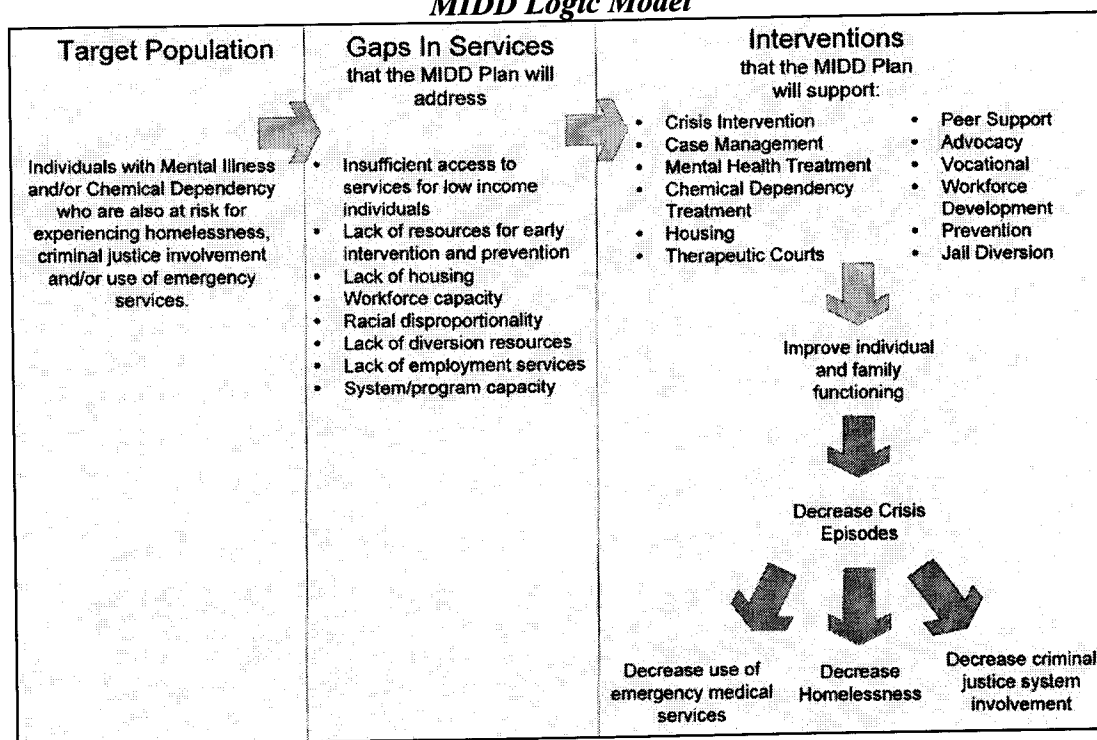 MIDD Logic Model
Target Population
Individuals with Mental Illness
and/or Chemical Dependency
who are also at risk for
experiencing homelessness,
criminal justice involvement
and/or use of emergency
services.
Gaps In Services
that the MIDD Plan will
address
• Insufficient access to
services for low income
individuals
• Lack of resources for early
intervention and prevention
• Lack of housing
• Workforce capacity
• Racial disproportionality
• Lack of diversion resources
• Lack of employment services
• System/program capacity
Interventions
that the MIDD Plan
will support:
• Crisis Intervention
• Case Management
• Mental Health Treatment
• Chemical Dependency
Treatment
• Housing
• Therapeutic Courts
• Peer Support
• Advocacy
• Vocational
• Workforce
Development
• Prevention
• Jail Diversion
Improve individual
and family
functioning
Decrease Crisis
Episodes
Decrease use of
emergency medical
services
Decrease
Homelessness
Decrease criminal
justice system
involvement